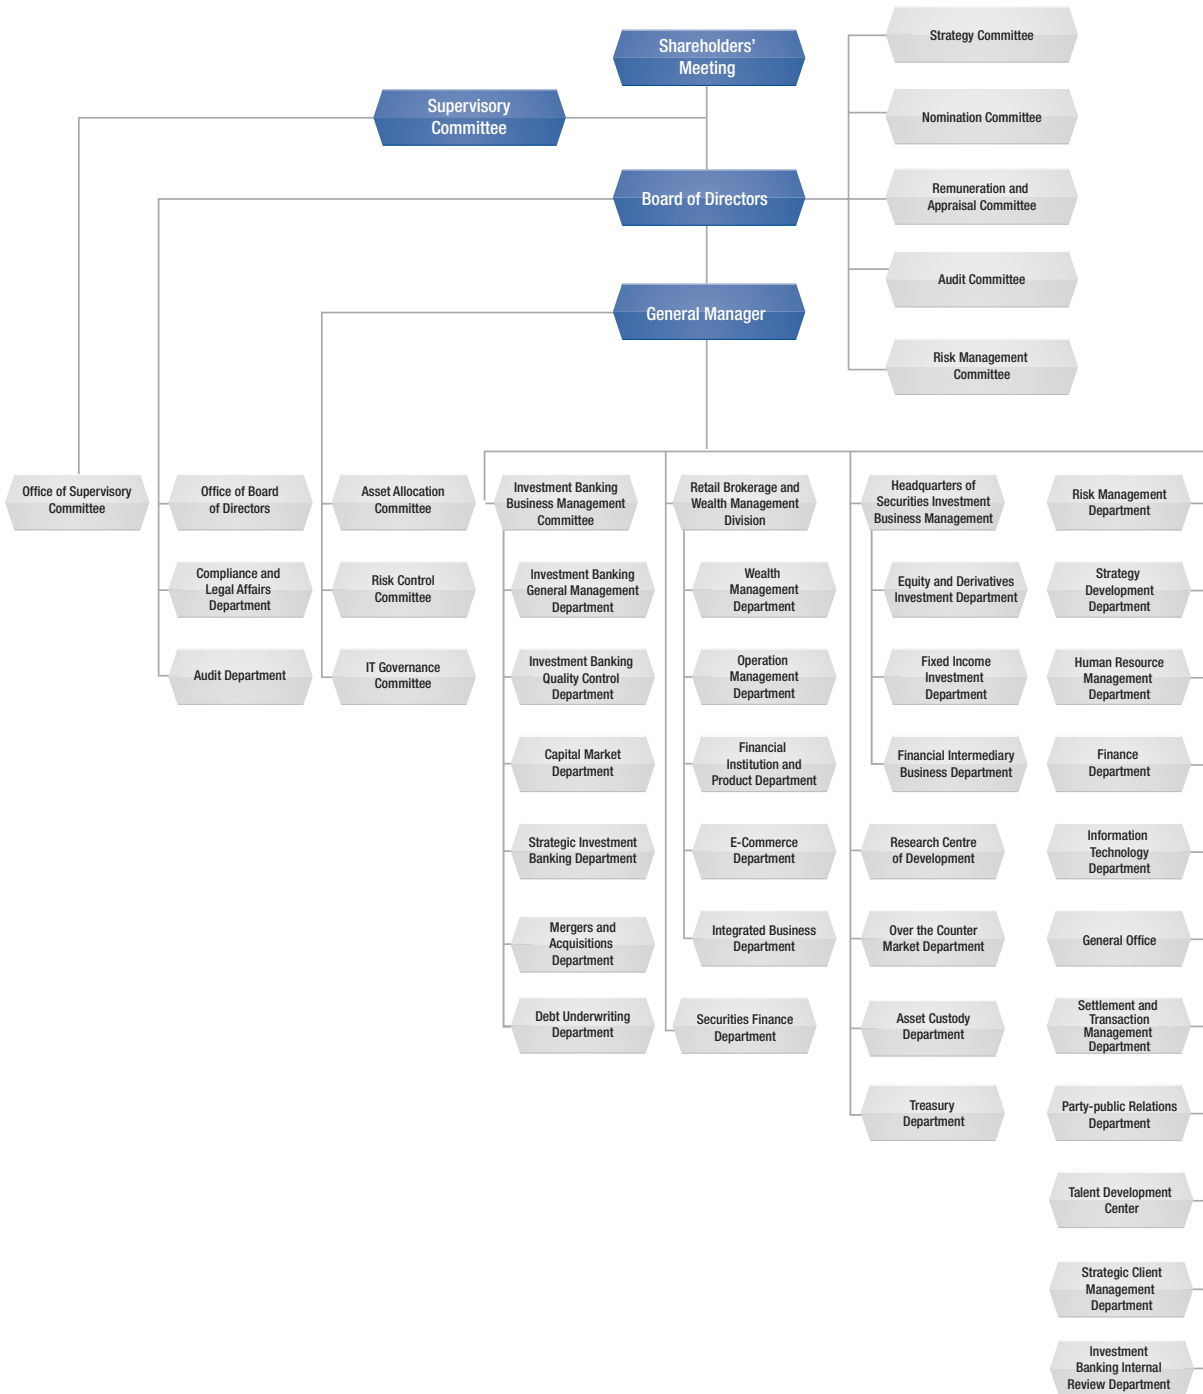 Shareholders'
Meeting
Supervisory
Committee
Board of Directors
General Manager
Strategy Committee
Nomination Committee
Remuneration and
Appraisal Committee
Audit Committee
Risk Management
Committee
Office of Supervisory
Committee
Office of Board
of Directors
Compliance and
Legal Affairs
Department
Audit Department
Asset Allocation
Committee
Risk Control
Committee
IT Governance
Committee
Investment Banking
Business Management
Committee
Investment Banking
General Management
Department
Investment Banking
Quality Control
Department
Capital Market
Department
Strategic Investment
Banking Department
Mergers and
Acquisitions
Department
Debt Underwriting
Department
Retail Brokerage and
Wealth Management
Division
Wealth
Management
Department
Operation
Management
Department
Financial
Institution and
Product Department
E-Commerce
Department
Integrated Business
Department
Securities Finance
Department
Headquarters of
Securities Investment
Business Management
Equity and Derivatives
Investment Department
Fixed Income
Investment
Department
Financial Intermediary
Business Department
Research Centre
of Development
Over the Counter
Market Department
Asset Custody
Department
Treasury
Department
Risk Management
Department
Strategy
Development
Department
Human Resource
Management
Department
Finance
Department
Information
Technology
Department
General Office
Settlement and
Transaction
Management
Department
Party-public Relations
Department
Talent Development
Center
Strategic Client
Management
Department
Investment
Banking Internal
Review Department